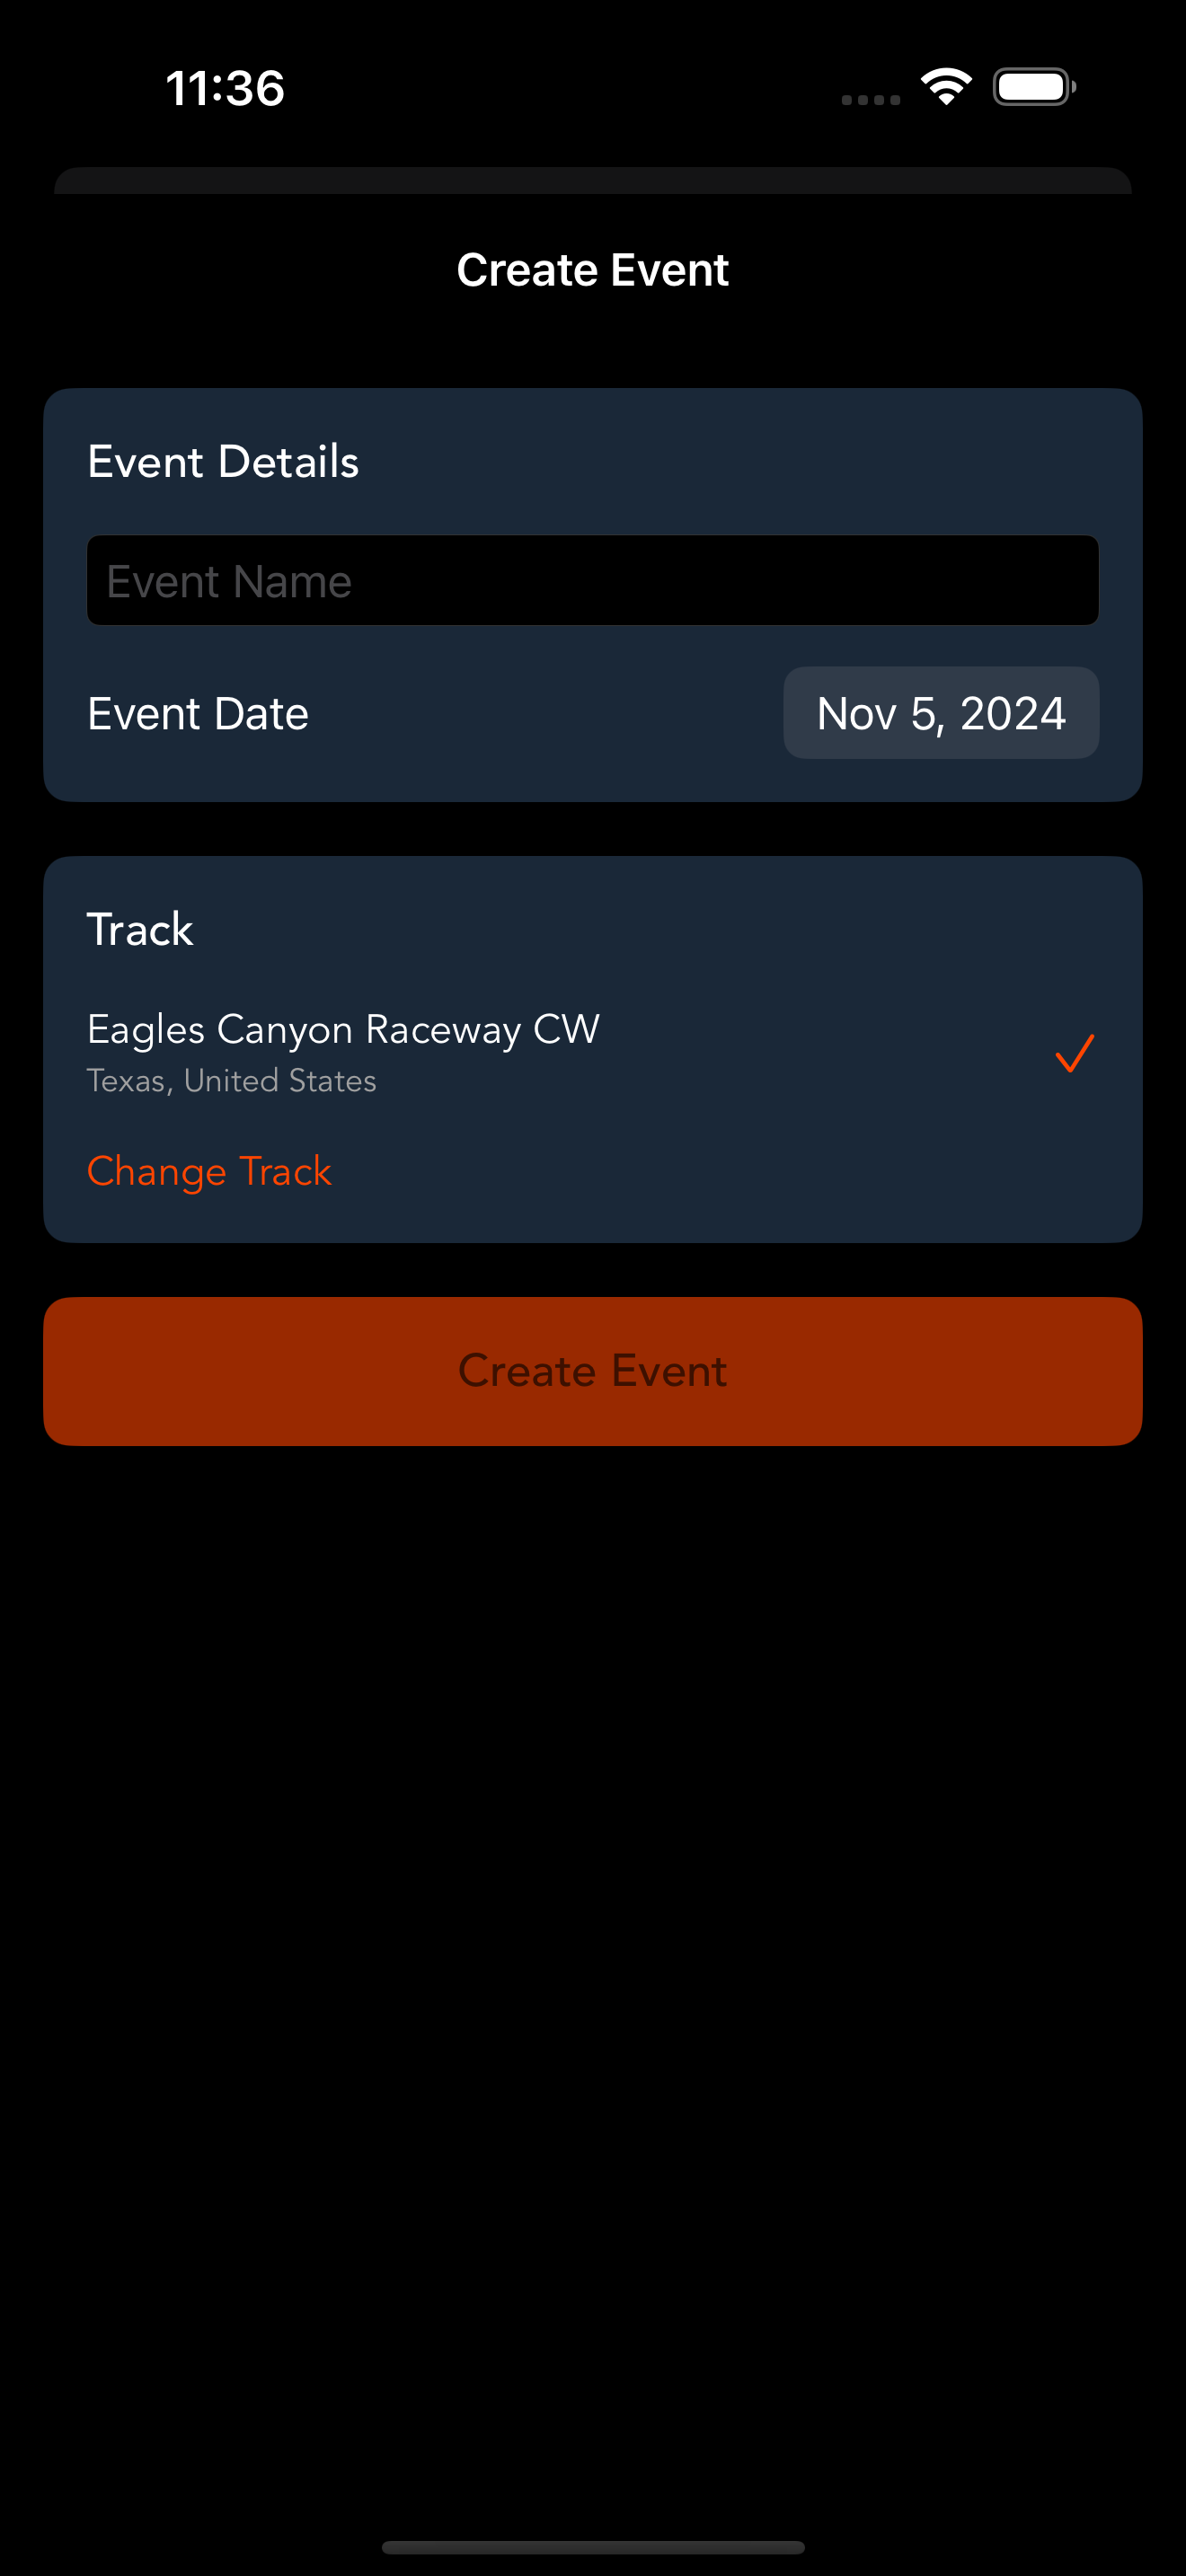 11:36
Create Event
Event Details
Event Name
Event Date Nov 5, 2024
Track
Eagles Canyon Raceway CW
Texas, United States
Change Track
Create Event